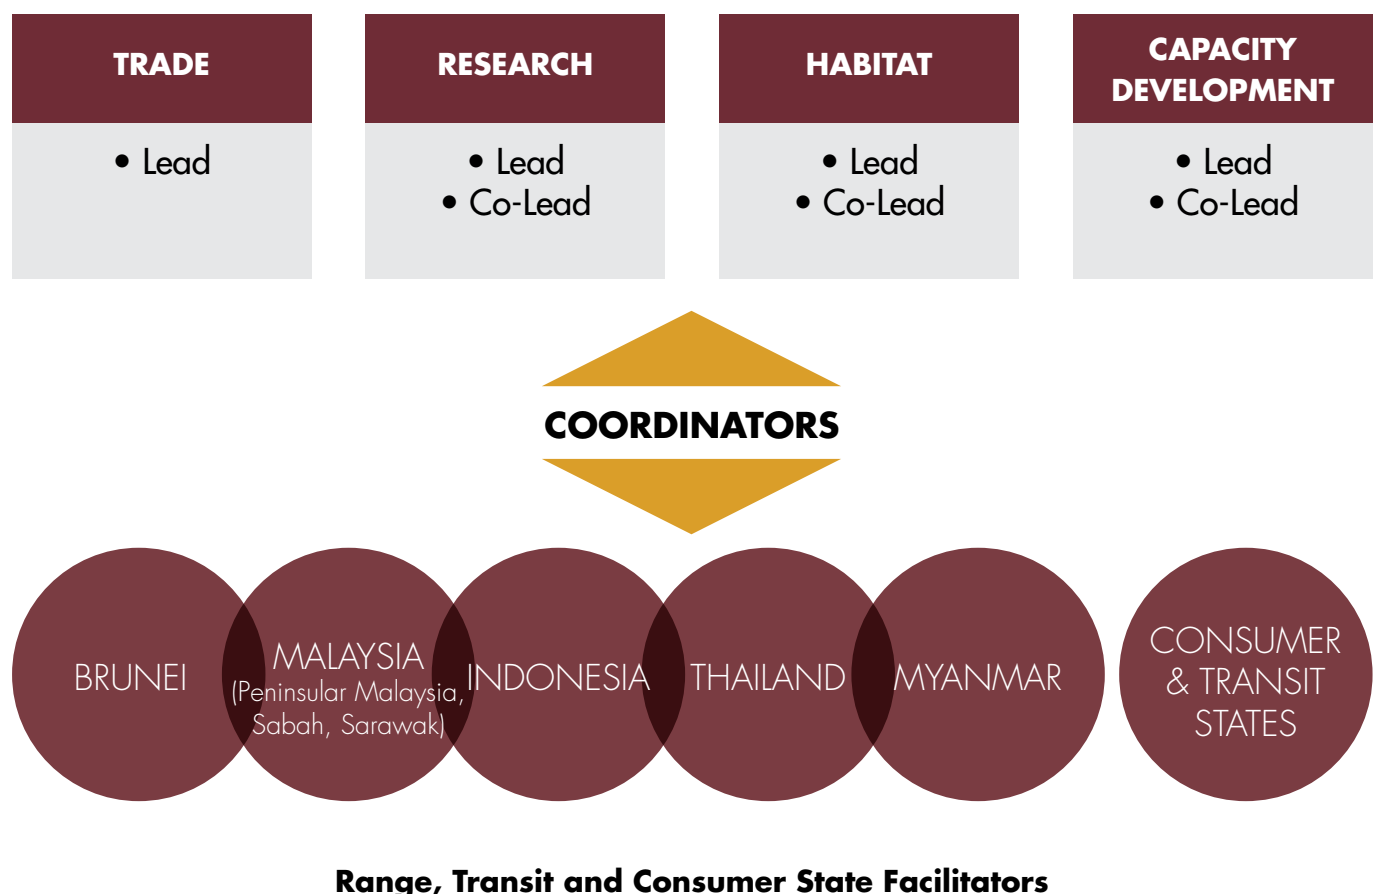 TRADE
• Lead
RESEARCH
• Lead
• Co-Lead
HABITAT
• Lead
• Co-Lead
CAPACITY
DEVELOPMENT
• Lead
• Co-Lead
COORDINATORS
BRUNEI
MALAYSIA
(Peninsular Malaysia,
Sabah, Sarawak)
INDONESIA
THAILAND
MYANMAR
CONSUMER
& TRANSIT
STATES
Range, Transit and Consumer State Facilitators